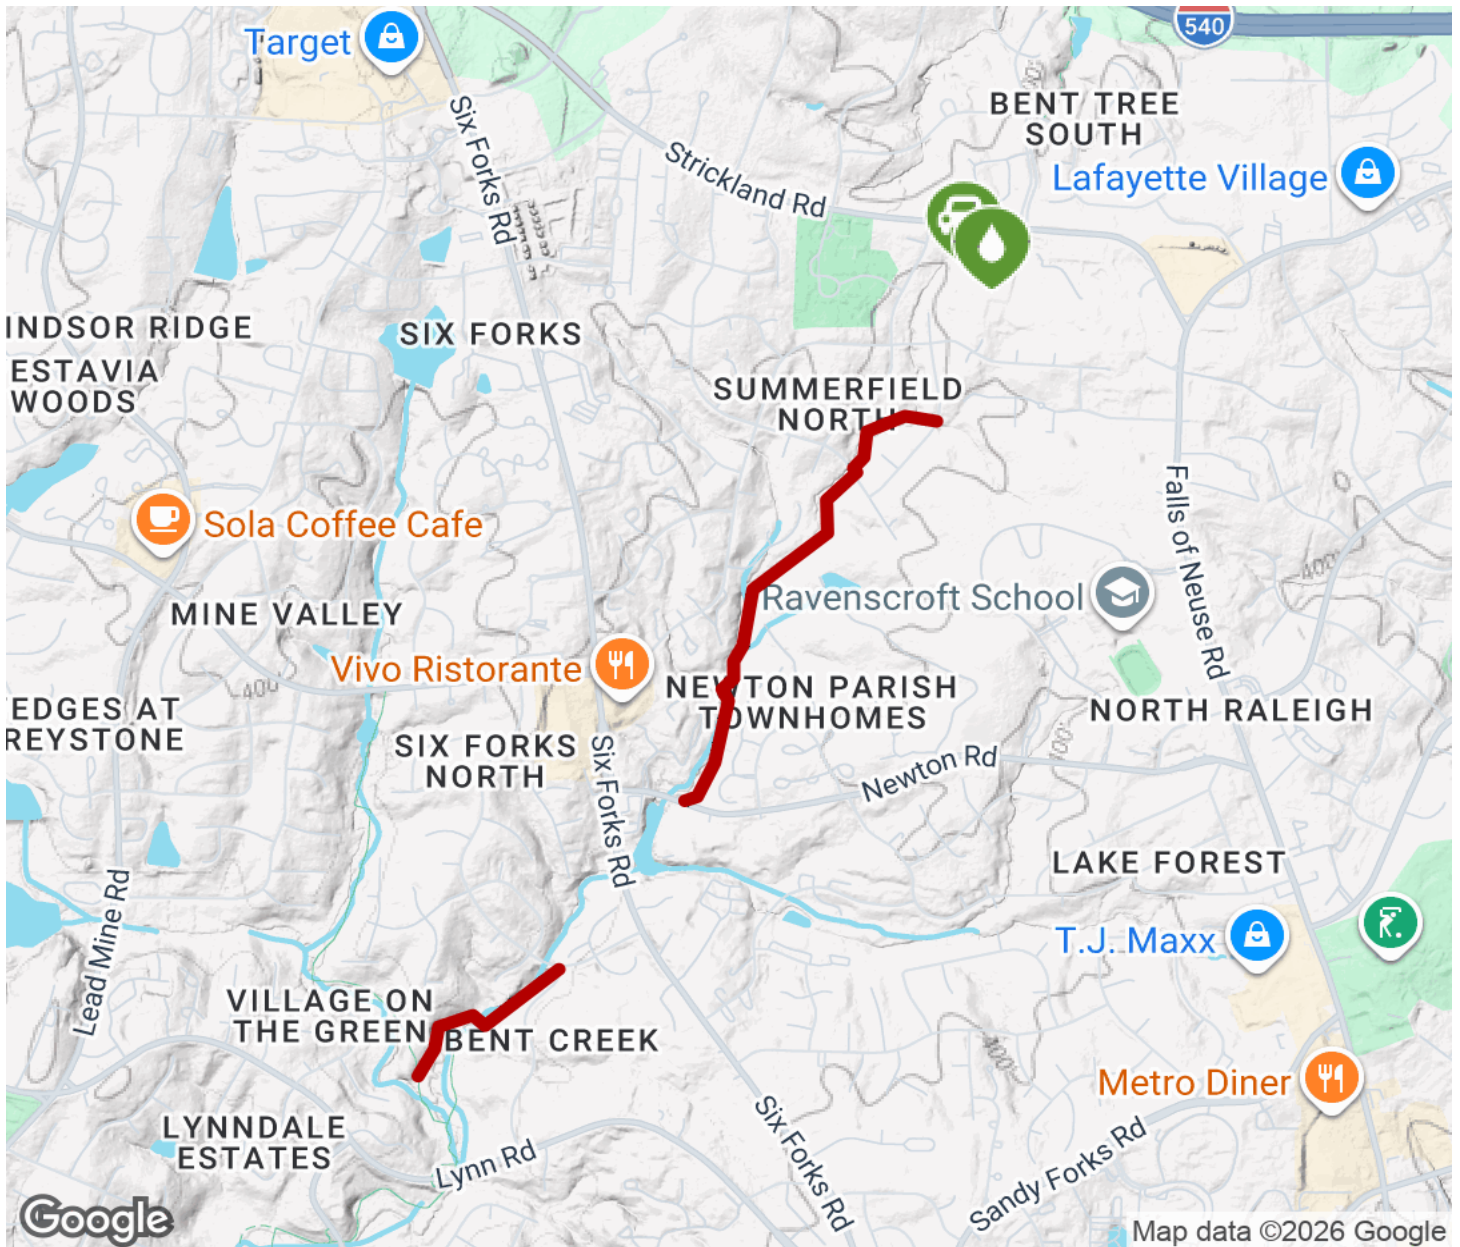 540
Target
BENT TREE
SOUTH
Six Forks Rd
Strickland Rd
Lafayette Village
INDSOR RIDGE
SIX FORKS
ESTAVIA
WOODS
SUMMERFIELD
NORTH
Sola Coffee Cafe
Falls of Neuse Rd
400
Ravenscroft School
MINE VALLEY
Vivo Ristorante
400
NEWTON PARISH
TOWNHOMES
EDGES AT
REYSTONE
NORTH RALEIGH
SIX FORKS
NORTH
Six Forks Rd
Newton Rd
400
LAKE FOREST
Lead Mine Rd
T.J. Maxx
VILLAGE ON
THE GREEN
BENT CREEK
400
Metro Diner
LYNNDALE
ESTATES
Lynn Rd
Six Forks Rd
Sandy Forks Rd
Google
Map data ©2026 Google